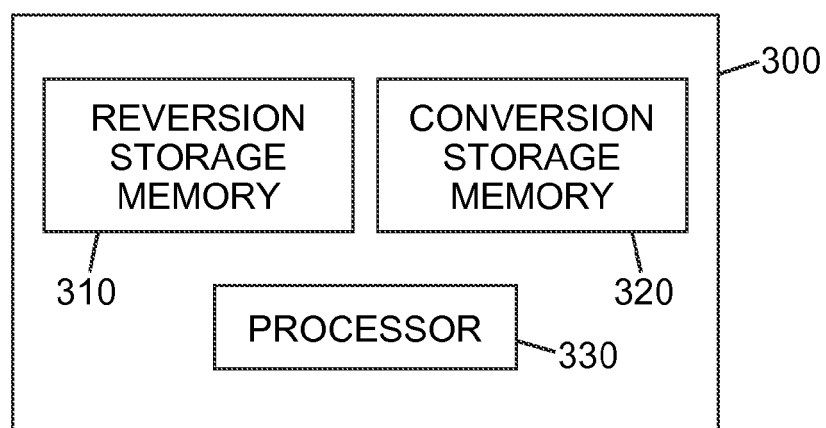 300
REVERSION
STORAGE
MEMORY
CONVERSION
STORAGE
MEMORY
310
320
PROCESSOR
330